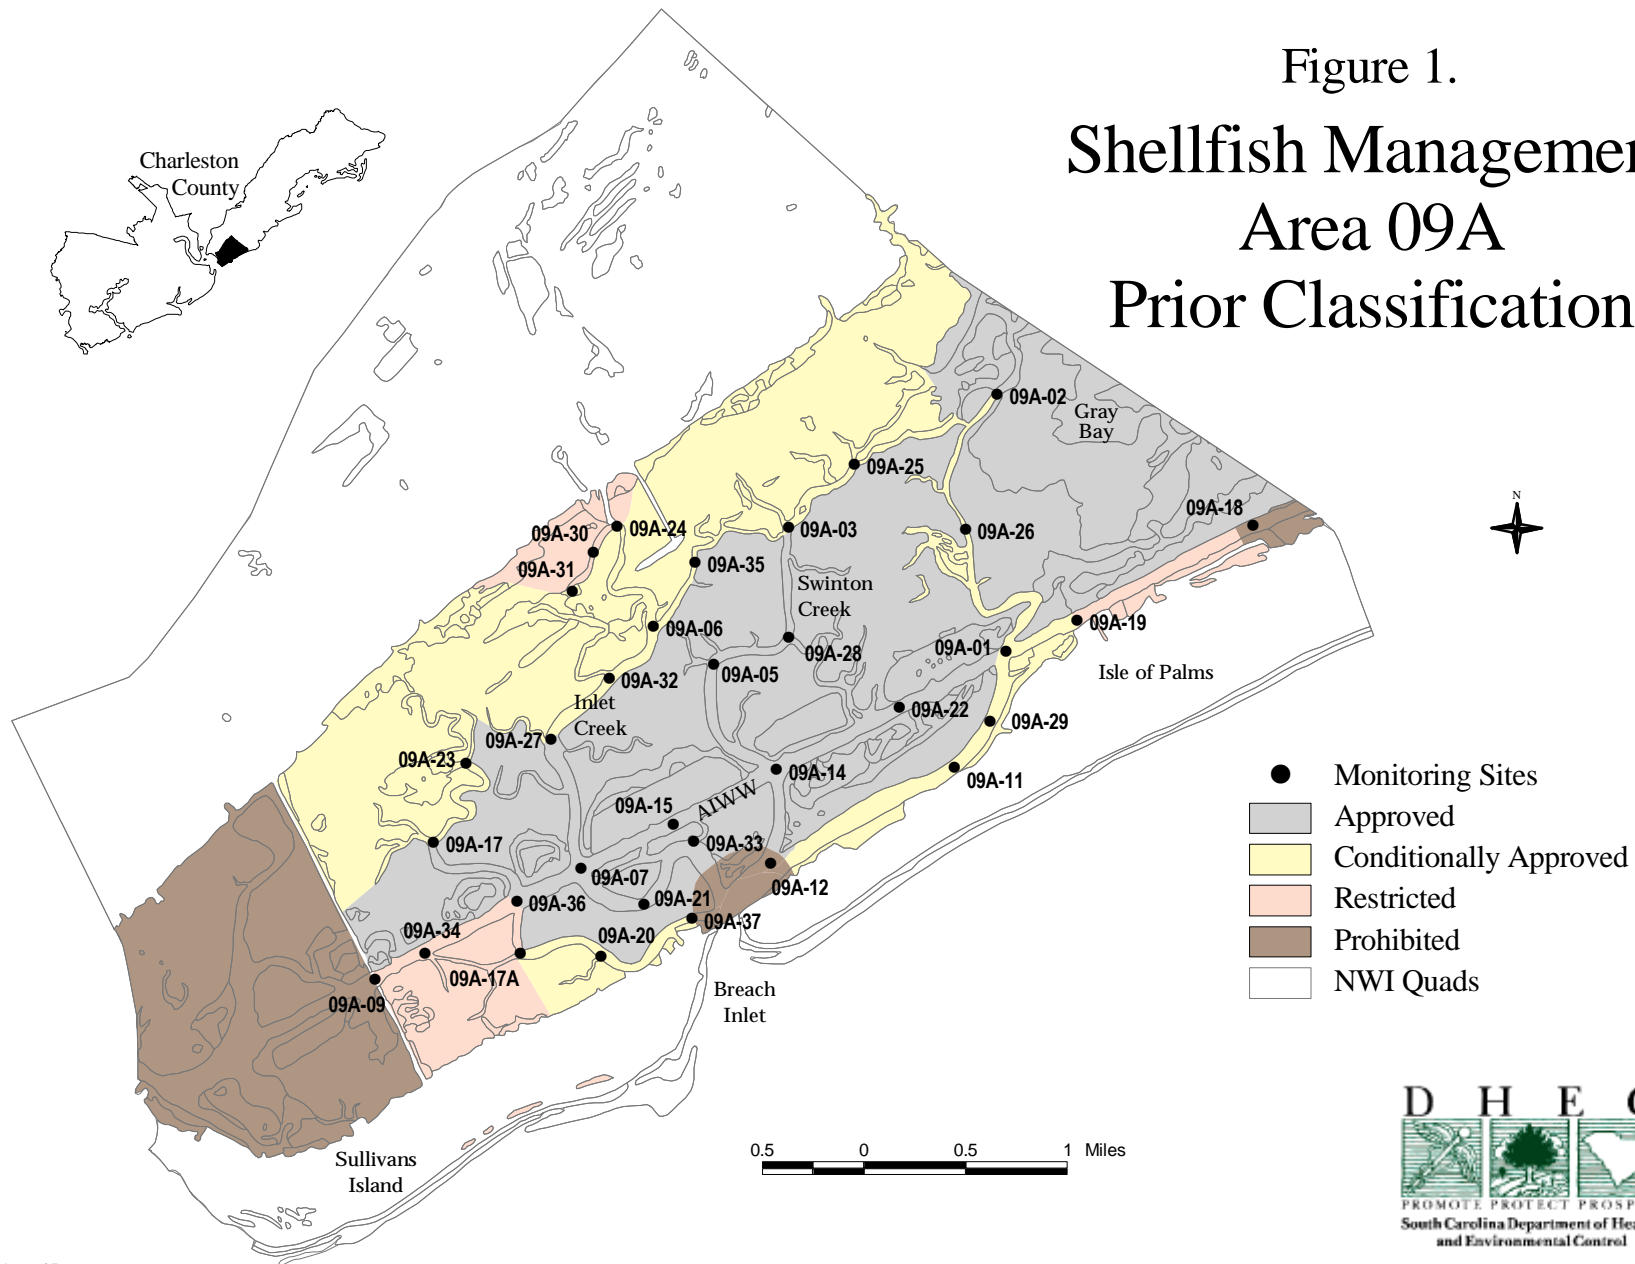 Figure 1.
Shellfish Managemen
Area 09A
Prior Classification
Charleston
County
09A-02
Gray
Bay
09A-25
09A-18
09A-30
09A-24
09A-03
09A-26
N
09A-31
09A-35
Swinton
Creek
09A-06
09A-19
09A-28
09A-01
09A-05
Isle of Palms
09A-32
Inlet
Creek
09A-22
09A-29
09A-27
09A-23
09A-14
09A-11
Monitoring Sites
09A-15
AIWW
Approved
09A-17
09A-33
Conditionally Approved
09A-07
09A-12
09A-36
09A-21
Restricted
09A-37
09A-34
09A-20
Prohibited
09A-17A
NWI Quads
09A-09
Breach
Inlet
D H E C
0.5 0 0.5 1 Miles
Sullivans
Island
PROMOTE PROTECT PROSP
South Carolina Department of Hea
and Environmental Control